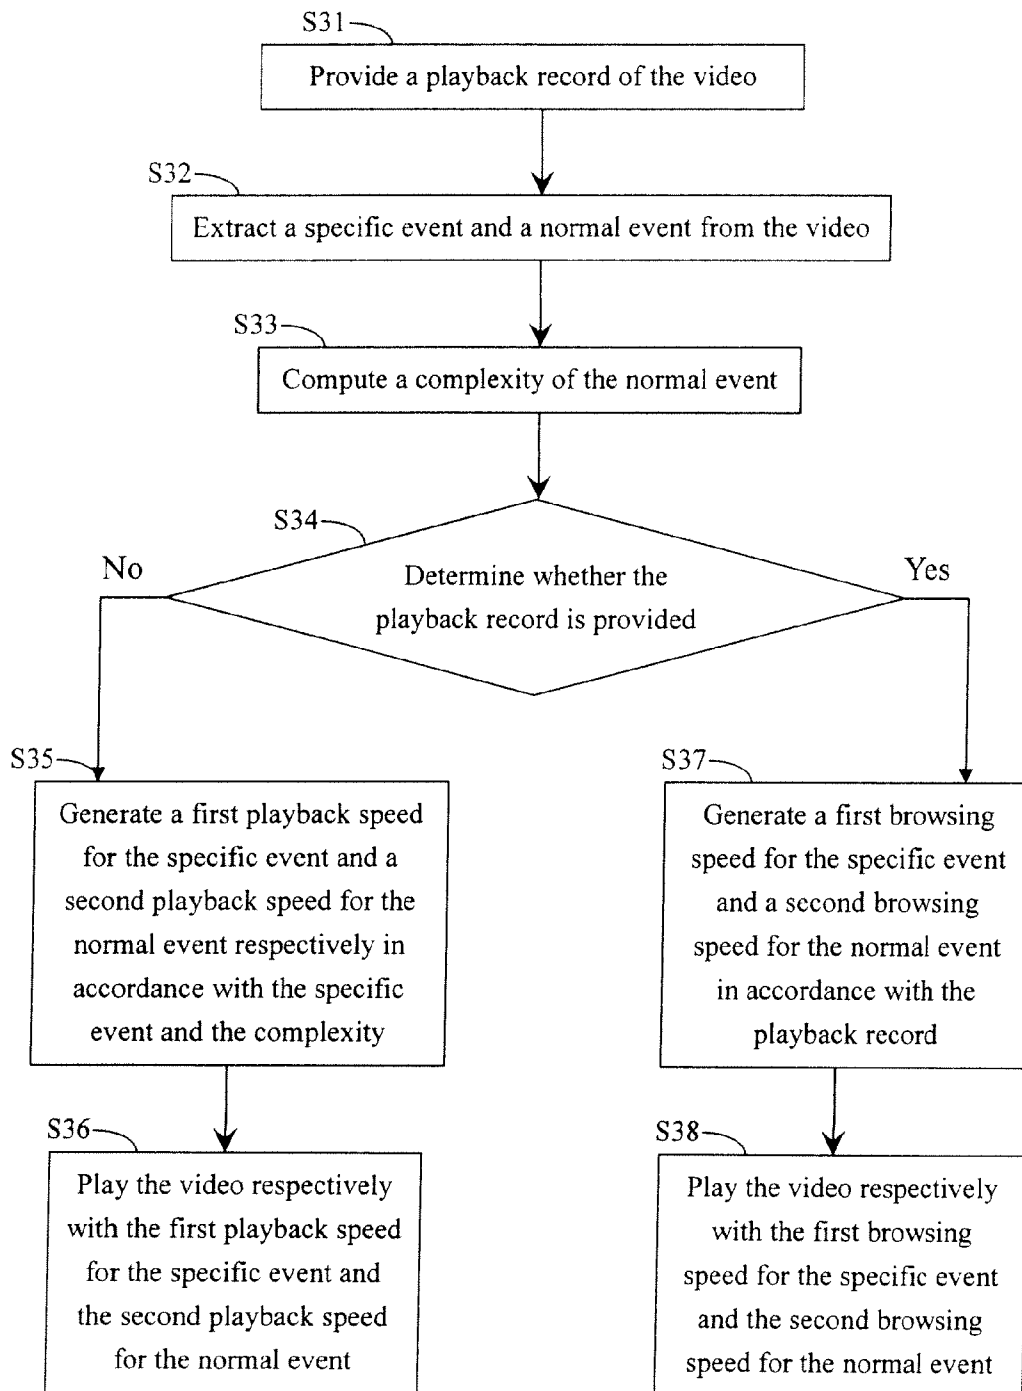 S31
Provide a playback record of the video
S32
Extract a specific event and a normal event from the video
S33
Compute a complexity of the normal event
S34
Determine whether the
playback record is provided
No
Yes
S35
Generate a first playback speed
for the specific event and a
second playback speed for the
normal event respectively in
accordance with the specific
event and the complexity
S36
Play the video respectively
with the first playback speed
for the specific event and
the second playback speed
for the normal event
S37
Generate a first browsing
speed for the specific event
and a second browsing
speed for the normal event
in accordance with the
playback record
S38
Play the video respectively
with the first browsing
speed for the specific event
and the second browsing
speed for the normal event